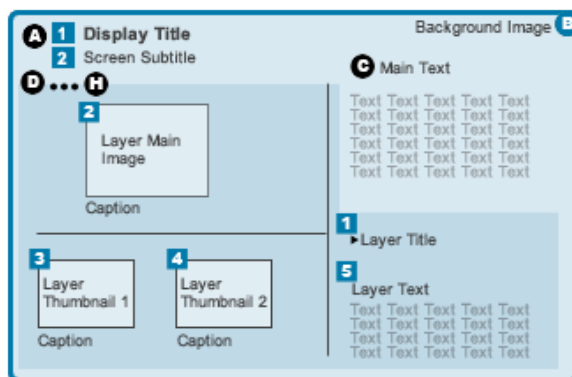 A 1 Display Title
Background Image B
2 Screen Subtitle
D ... H
2
Layer Main
Image
Caption
3
Layer
Thumbnail 1
Caption
4
Layer
Thumbnail 2
Caption
C Main Text
Text Text Text Text Text
Text Text Text Text Text
Text Text Text Text Text
Text Text Text Text Text
Text Text Text Text Text
Text Text Text Text Text
1
▸Layer Title
5
Layer Text
Text Text Text Text Text
Text Text Text Text Text
Text Text Text Text Text
Text Text Text Text Text